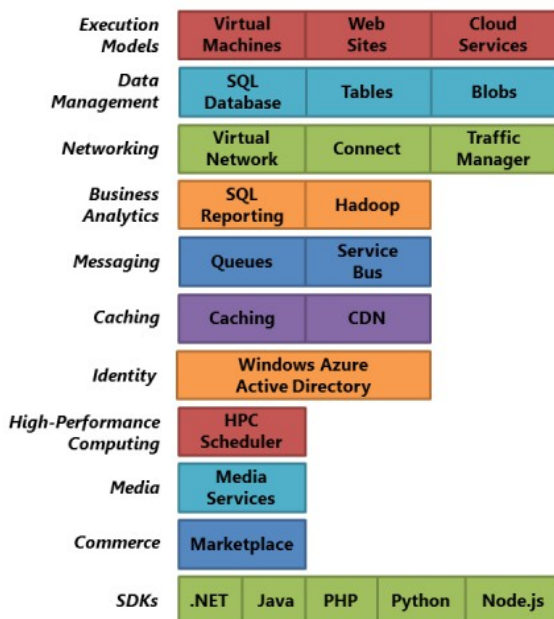 Execution Models
Virtual Machines
Web Sites
Cloud Services
Data Management
SQL Database
Tables
Blobs
Networking
Virtual Network
Connect
Traffic Manager
Business Analytics
SQL Reporting
Hadoop
Messaging
Queues
Service Bus
Caching
Caching
CDN
Identity
Windows Azure
Active Directory
High-Performance
Computing
HPC
Scheduler
Media
Media
Services
Commerce
Marketplace
SDKs
.NET
Java
PHP
Python
Node.js